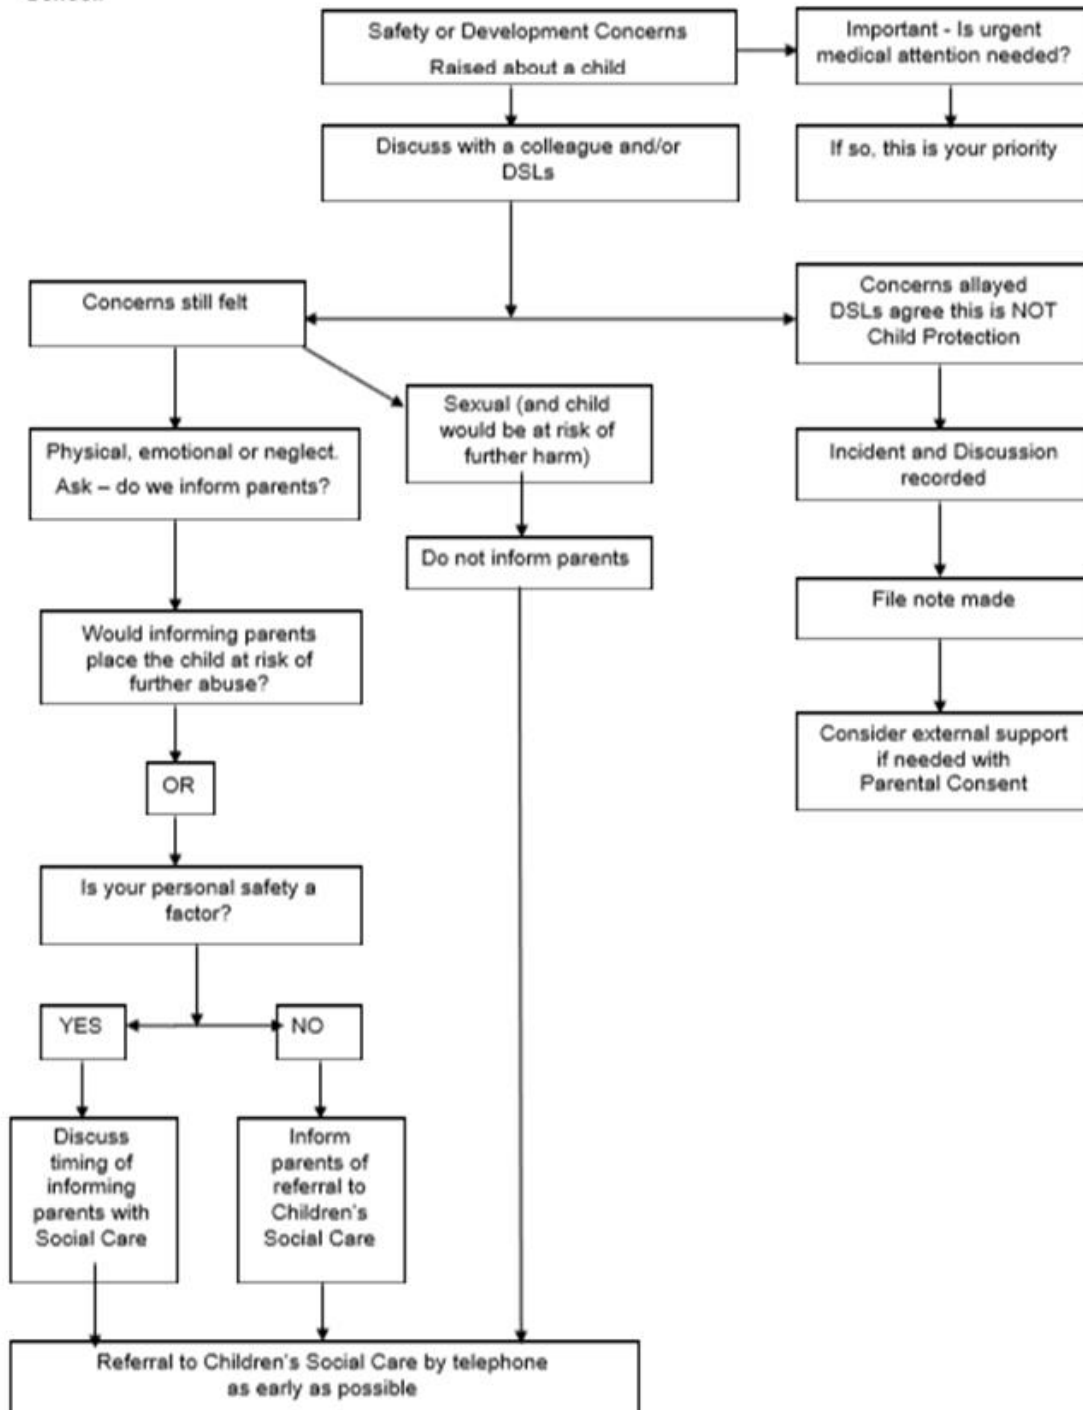 Safety or Development Concerns
Raised about a child
Important - Is urgent
medical attention needed?
Discuss with a colleague and/or
DSLs
If so, this is your priority
Concerns still felt
Concerns allayed
DSLs agree this is NOT
Child Protection
Sexual (and child
would be at risk of
further harm)
Physical, emotional or neglect.
Ask – do we inform parents?
Incident and Discussion
recorded
Do not inform parents
File note made
Would informing parents
place the child at risk of
further abuse?
Consider external support
if needed with
Parental Consent
OR
Is your personal safety a
factor?
YES
NO
Discuss
timing of
informing
parents with
Social Care
Inform
parents of
referral to
Children's
Social Care
Referral to Children's Social Care by telephone
as early as possible